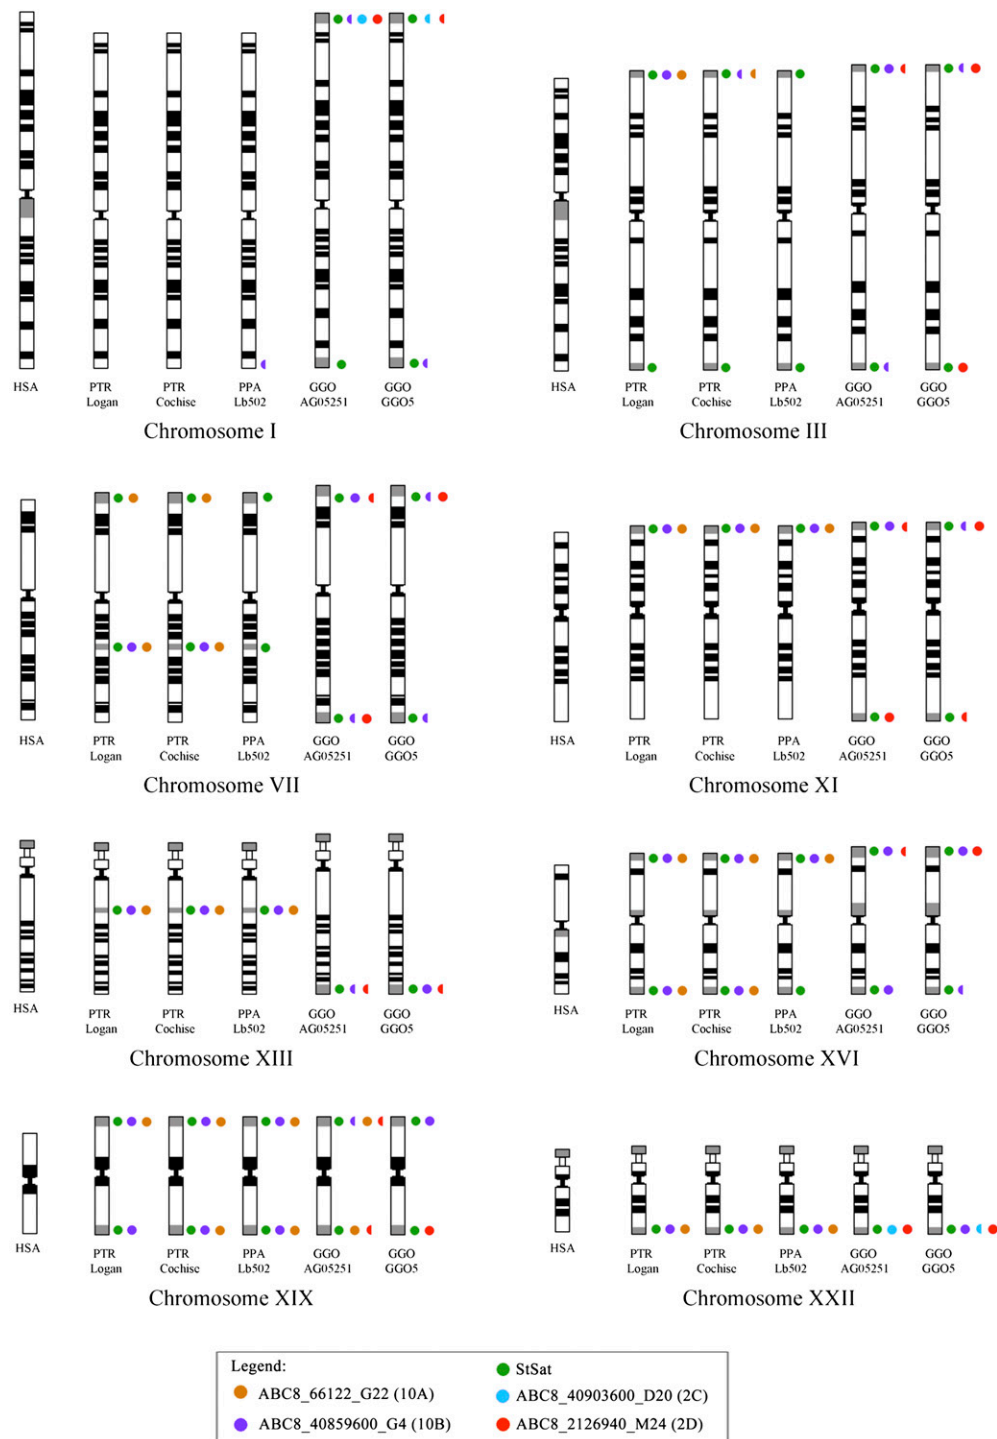 HSA
PTR
Logan
PTR
Cochise
PPA
Lb502
GGO
AG05251
GGO
GGO5
Chromosome I
HSA
PTR
Logan
PTR
Cochise
PPA
Lb502
GGO
AG05251
GGO
GGO5
Chromosome III
HSA
PTR
Logan
PTR
Cochise
PPA
Lb502
GGO
AG05251
GGO
GGO5
Chromosome VII
HSA
PTR
Logan
PTR
Cochise
PPA
Lb502
GGO
AG05251
GGO
GGO5
Chromosome XI
HSA
PTR
Logan
PTR
Cochise
PPA
Lb502
GGO
AG05251
GGO
GGO5
Chromosome XIII
HSA
PTR
Logan
PTR
Cochise
PPA
Lb502
GGO
AG05251
GGO
GGO5
Chromosome XVI
HSA
PTR
Logan
PTR
Cochise
PPA
Lb502
GGO
AG05251
GGO
GGO5
Chromosome XIX
HSA
PTR
Logan
PTR
Cochise
PPA
Lb502
GGO
AG05251
GGO
GGO5
Chromosome XXII
Legend:
ABC8_66122_G22 (10A)
ABC8_40859600_G4 (10B)
StSat
ABC8_40903600_D20 (2C)
ABC8_2126940_M24 (2D)